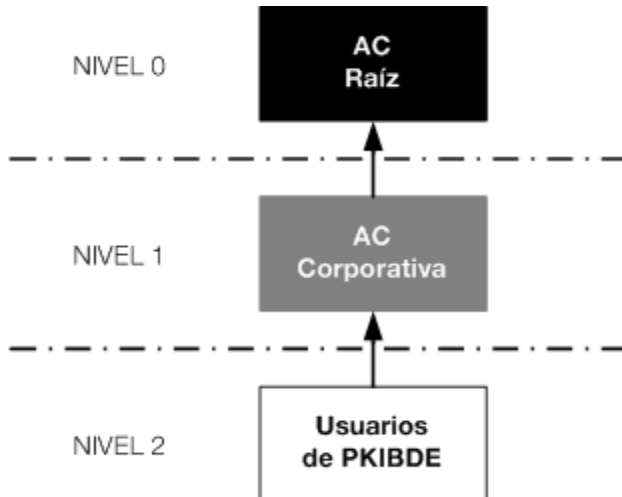 NIVEL 0
AC
Raíz
NIVEL 1
AC
Corporativa
NIVEL 2
Usuarios
de PKIBDE